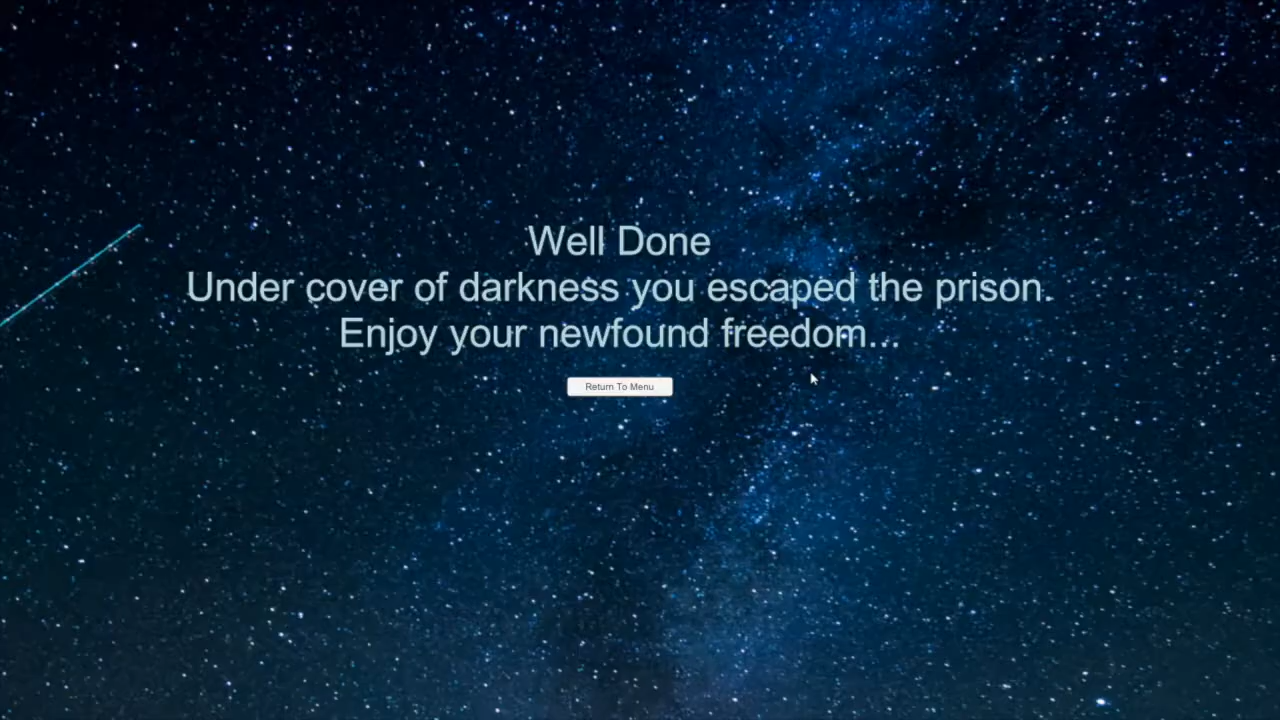 Well Done
Under cover of darkness you escaped the prison.
Enjoy your newfound freedom...
Return To Menu